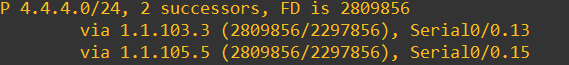 P 4.4.4.0/24, 2 successors, FD is 2809856
via 1.1.103.3 (2809856/2297856), Serial0/0.13
via 1.1.105.5 (2809856/2297856), Serial0/0.15